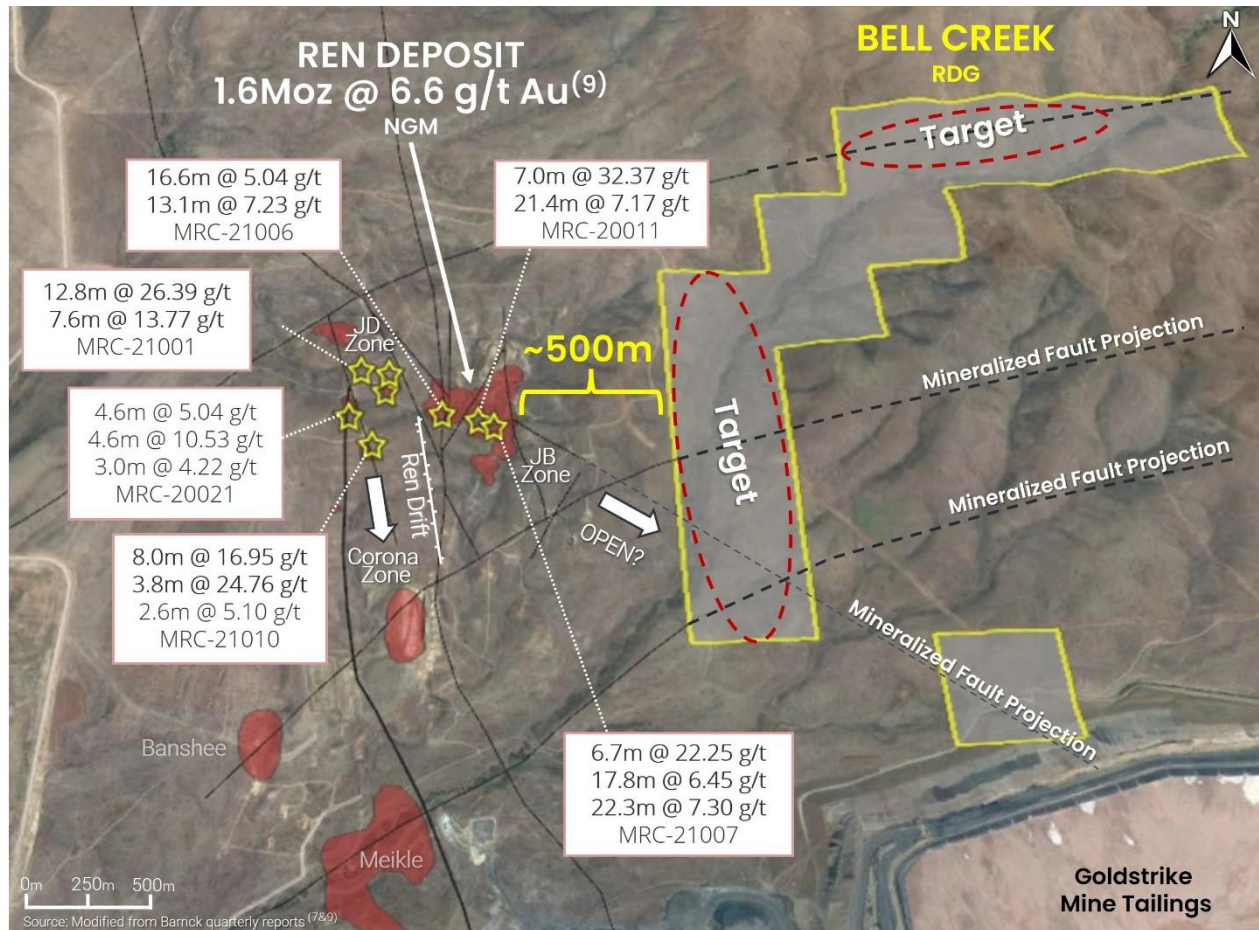 REN DEPOSIT
1.6Moz @ 6.6 g/t Au(9)
NGM
BELL CREEK
RDG
N
Target
16.6m @ 5.04 g/t
13.1m @ 7.23 g/t
MRC-21006
7.0m @ 32.37 g/t
21.4m @ 7.17 g/t
MRC-20011
12.8m @ 26.39 g/t
7.6m @ 13.77 g/t
MRC-21001
JD
Zone
~500m
Mineralized Fault Projection
4.6m @ 5.04 g/t
4.6m @ 10.53 g/t
3.0m @ 4.22 g/t
MRC-20021
Ren Drift
JB
Zone
Target
Mineralized Fault Projection
OPEN?
8.0m @ 16.95 g/t
3.8m @ 24.76 g/t
2.6m @ 5.10 g/t
MRC-21010
Corona
Zone
Mineralized Fault Projection
Banshee
6.7m @ 22.25 g/t
17.8m @ 6.45 g/t
22.3m @ 7.30 g/t
MRC-21007
Meikle
Goldstrike
Mine Tailings
0m 250m 500m
Source: Modified from Barrick quarterly reports (7&9)